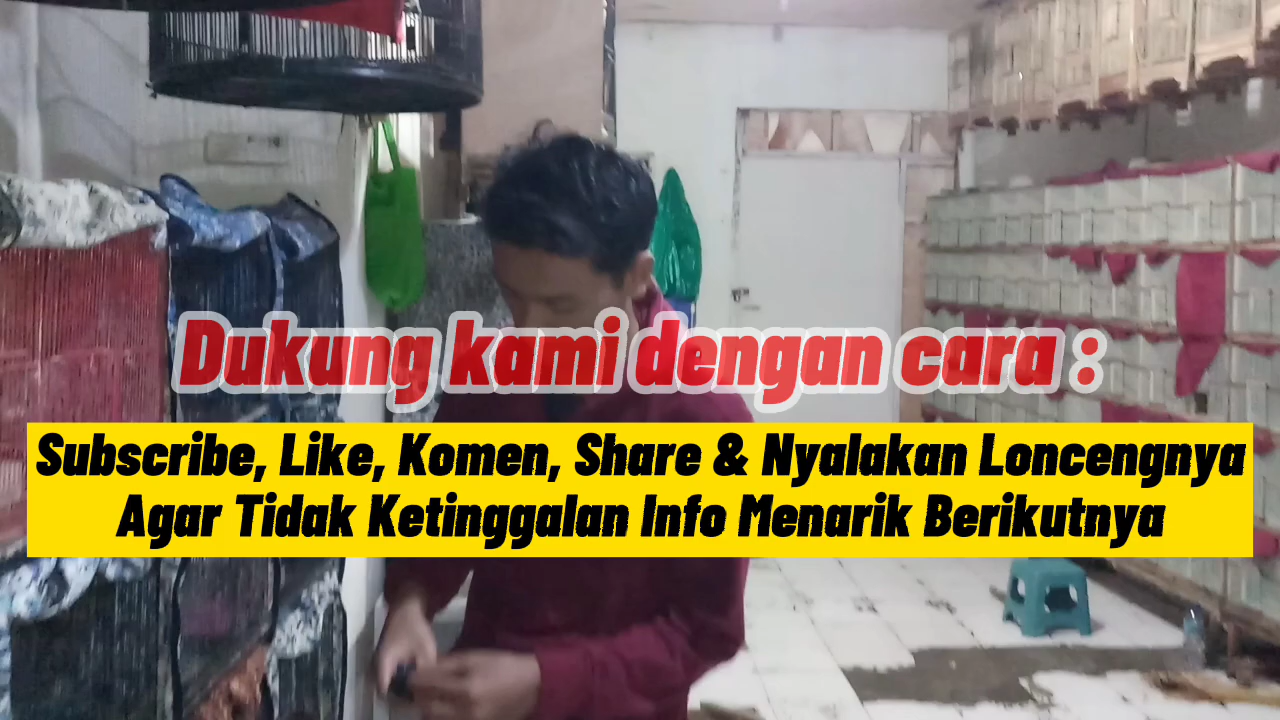 Dukung kami dengan cara :
Subscribe, Like, Komen, Share & Nyalakan Loncengnya
Agar Tidak Ketinggalan Info Menarik Berikutnya